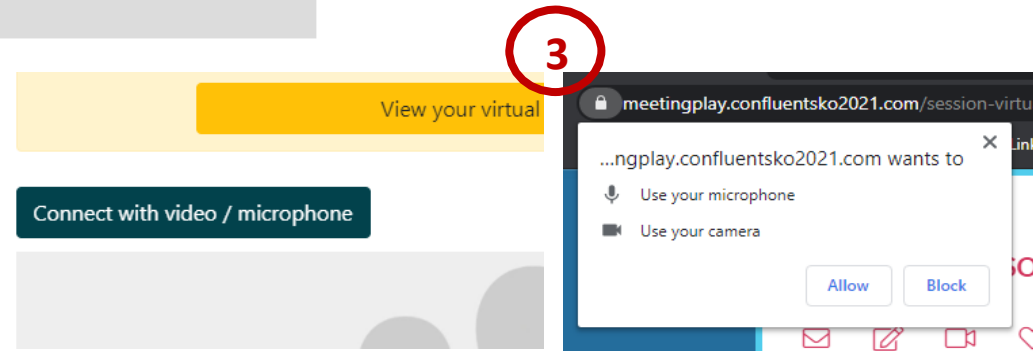 3
View your virtual
Connect with video / microphone
meetingplay.confluentsko2021.com/session-virtu
...ngplay.confluentsko2021.com wants to
Use your microphone
Use your camera
Allow
Block